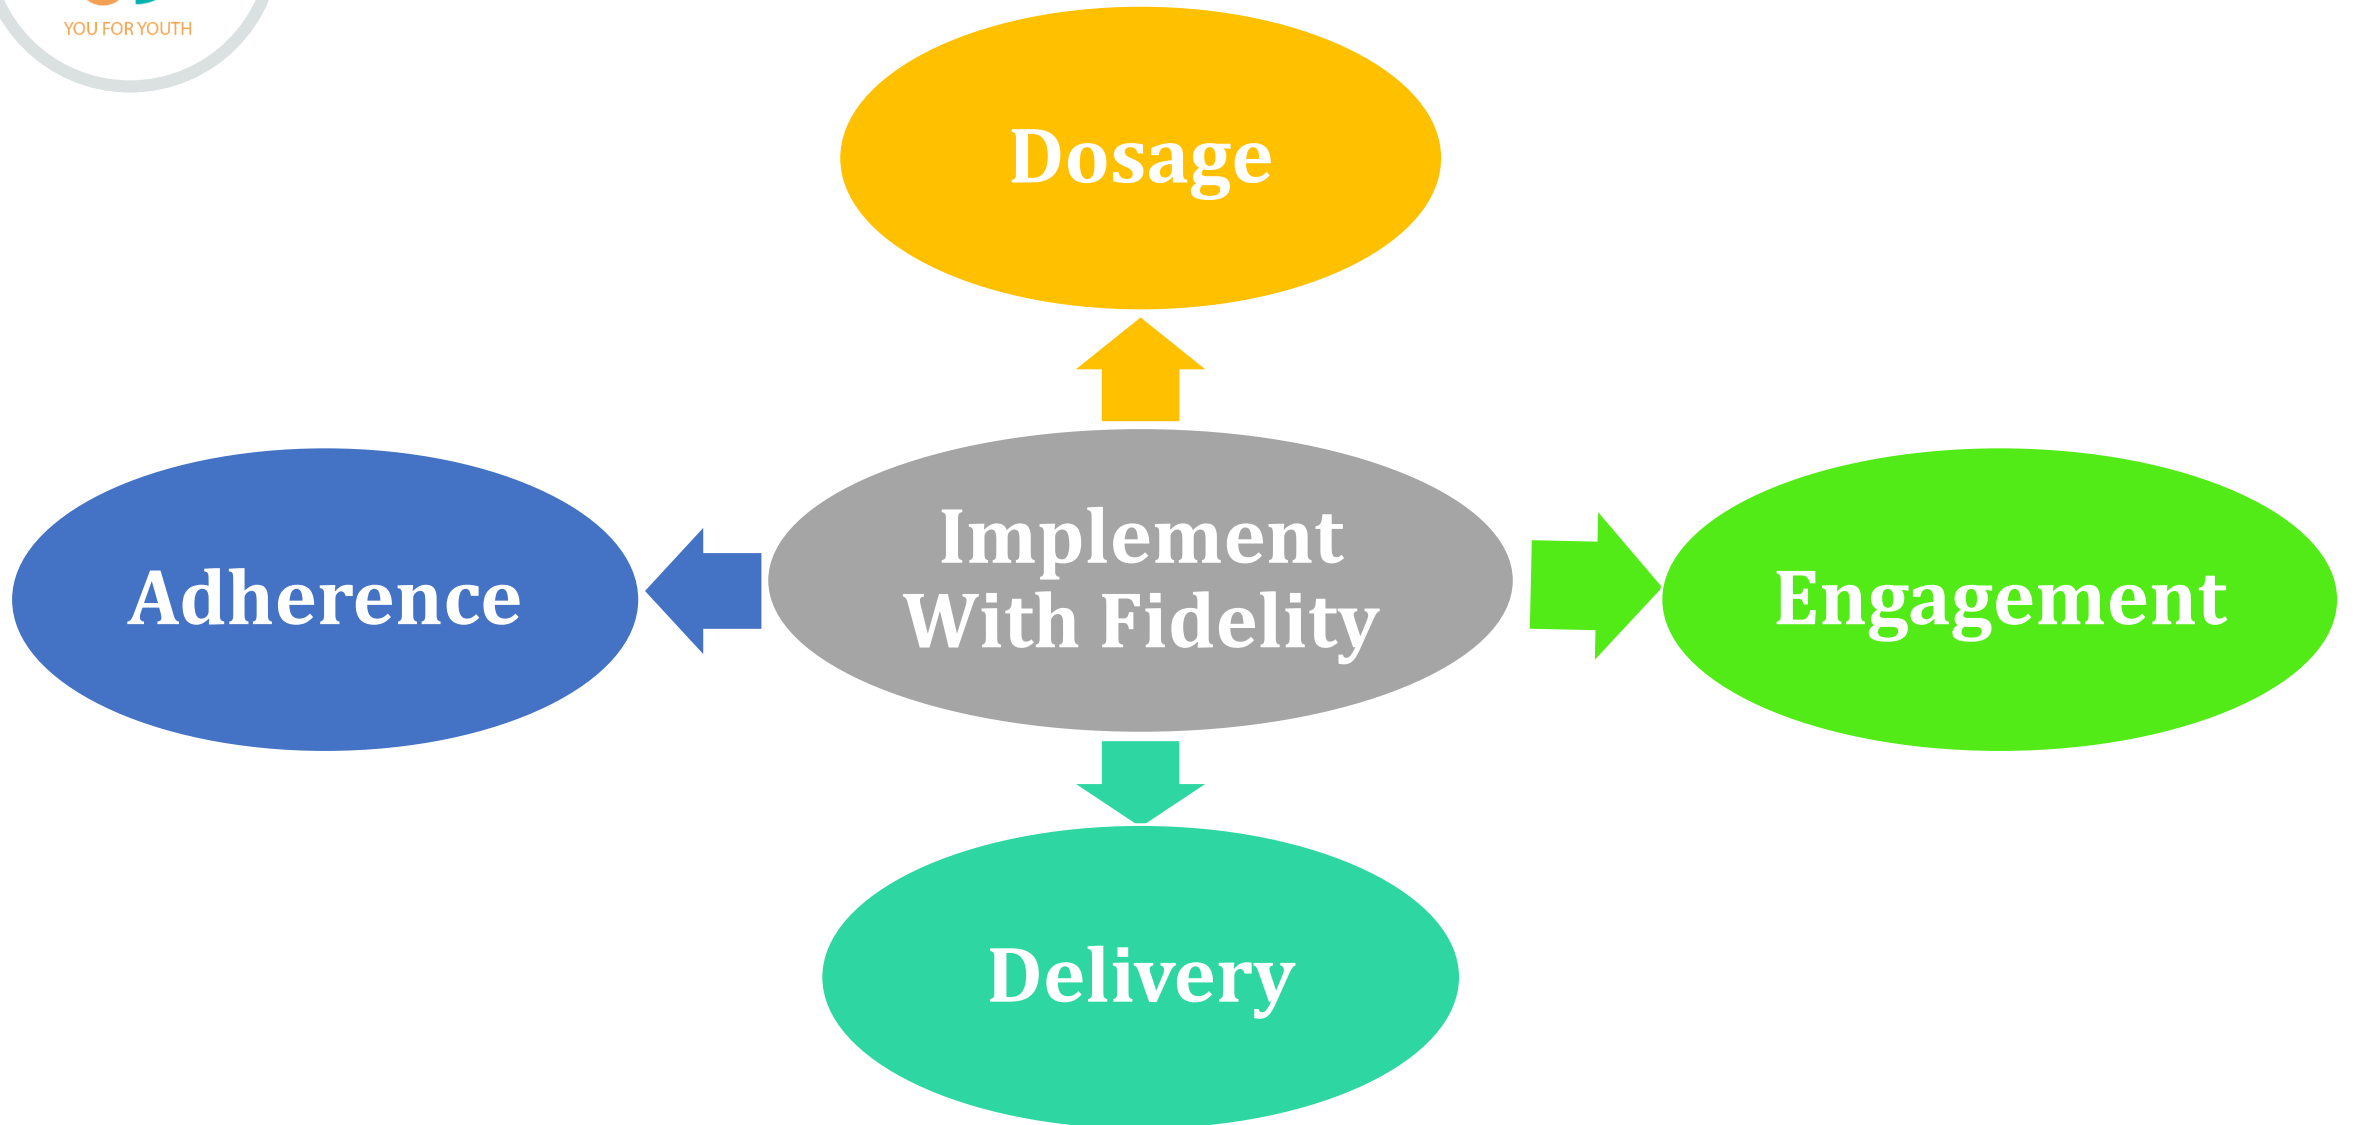 YOU FOR YOUTH
Dosage
Adherence
Implement
With Fidelity
Engagement
Delivery